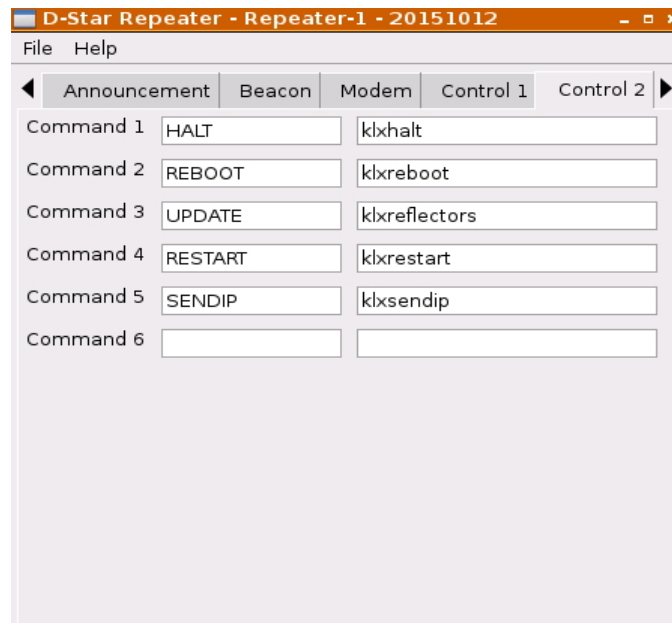 D-Star Repeater - Repeater-1 - 20151012
File Help
Announcement Beacon Modem Control 1 Control 2
Command 1 HALT klxhalt
Command 2 REBOOT klxreboot
Command 3 UPDATE klxreflectors
Command 4 RESTART klxrestart
Command 5 SENDIP klxsendip
Command 6